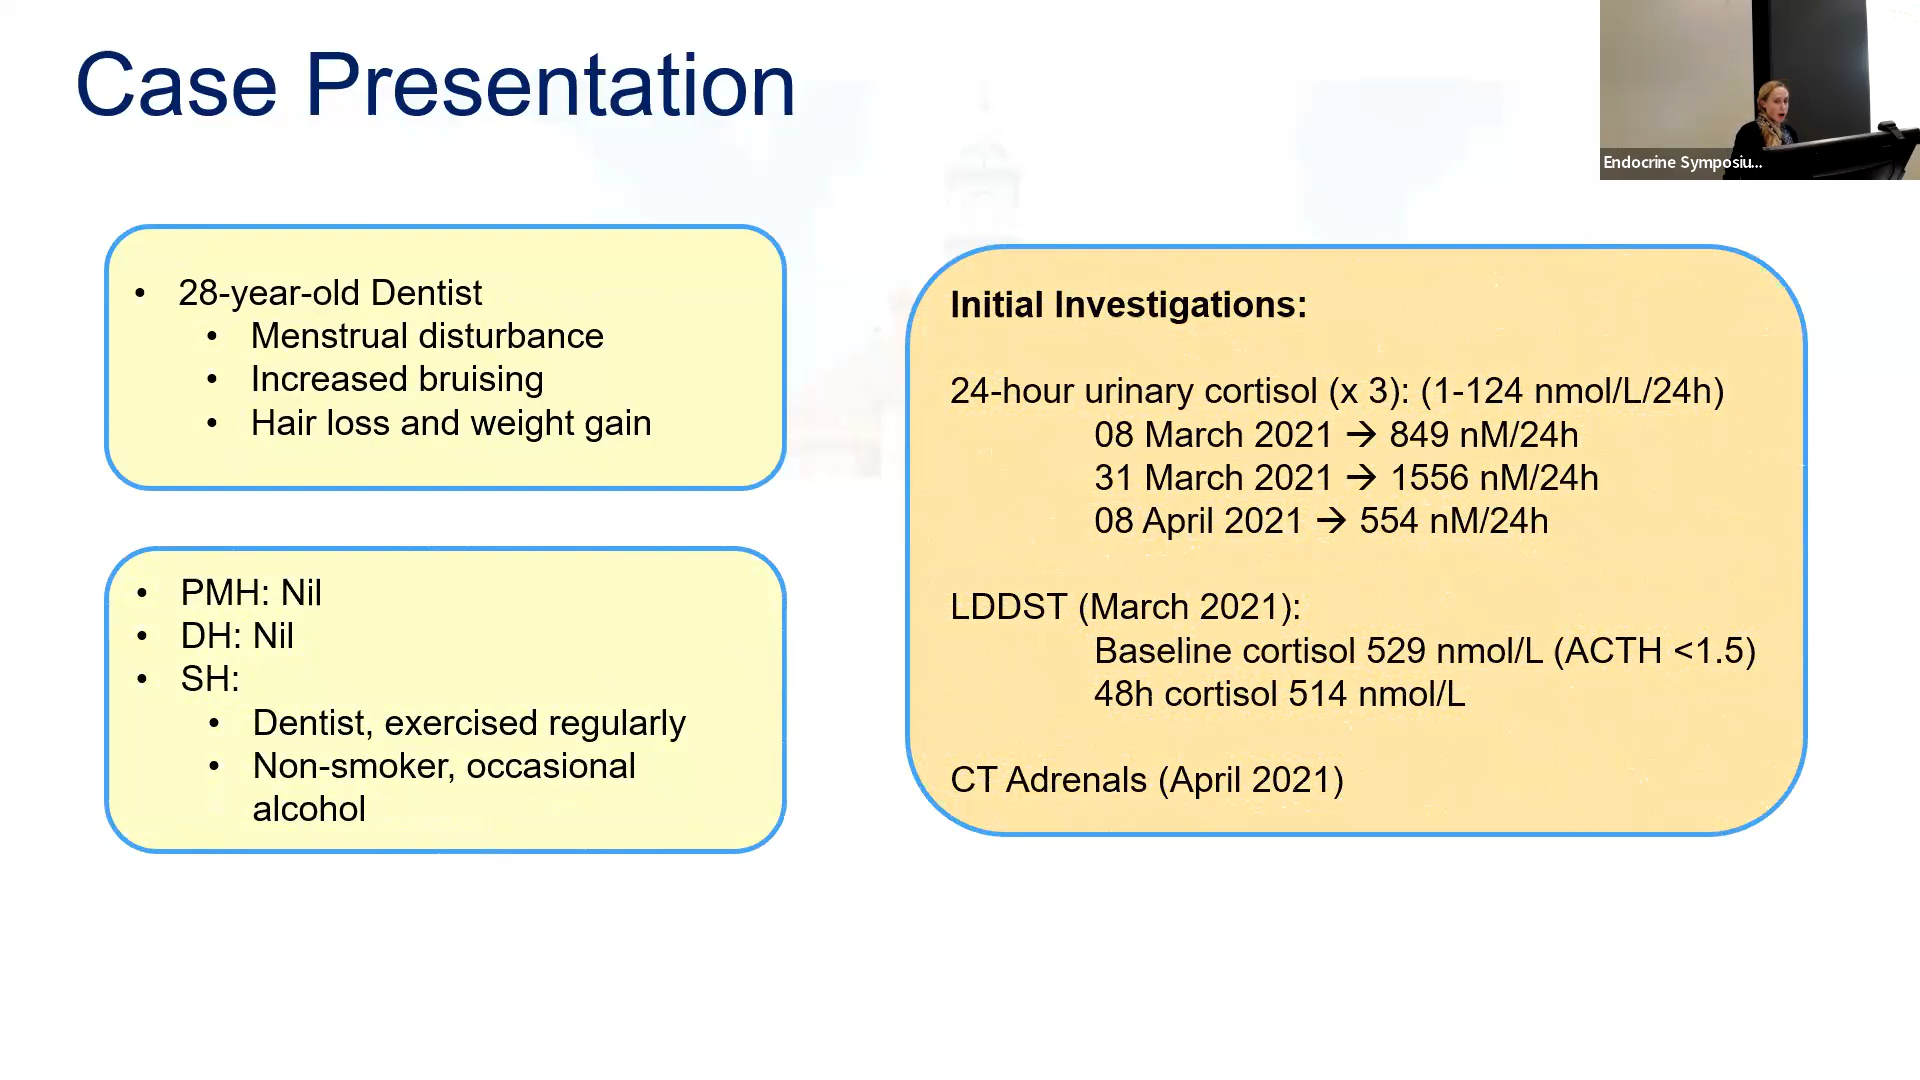 Case Presentation
Endocrine Symposiu...
• 28-year-old Dentist
• Menstrual disturbance
• Increased bruising
• Hair loss and weight gain
• PMH: Nil
• DH: Nil
• SH:
• Dentist, exercised regularly
• Non-smoker, occasional
alcohol
Initial Investigations:
24-hour urinary cortisol (x 3): (1-124 nmol/L/24h)
08 March 2021 → 849 nM/24h
31 March 2021 → 1556 nM/24h
08 April 2021 → 554 nM/24h
LDDST (March 2021):
Baseline cortisol 529 nmol/L (ACTH <1.5)
48h cortisol 514 nmol/L
CT Adrenals (April 2021)